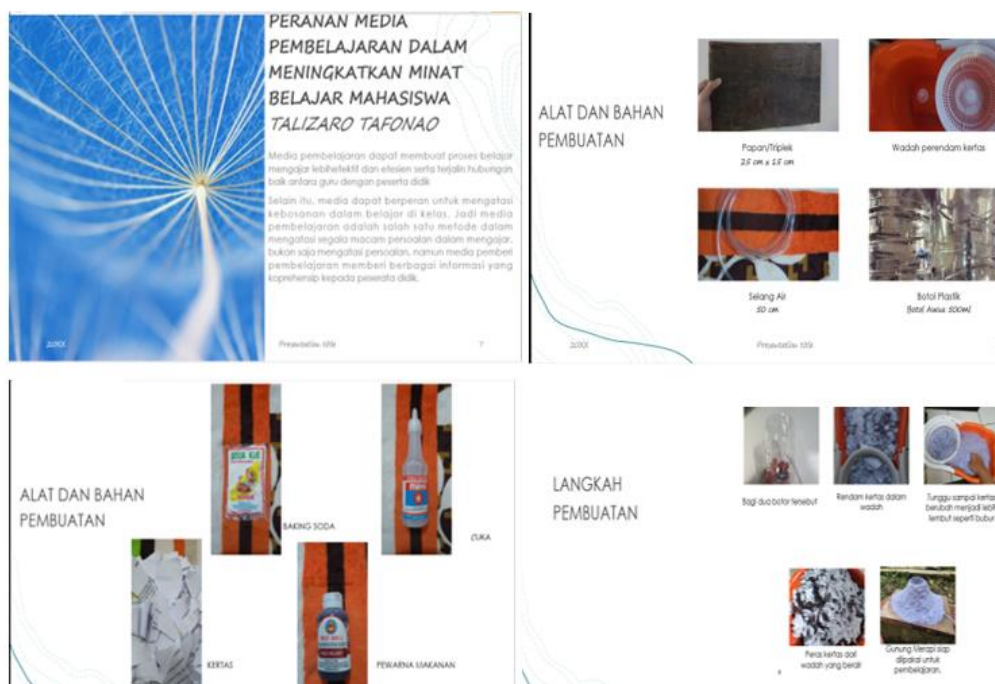 PERANAN MEDIA
PEMBELAJARAN DALAM
MENINGKATKAN MINAT
BELAJAR MAHASISWA
TALIZARO TAFONAO
Media pembelajaran dapat membuat proses belajar
mengajar lebihefektif dan efesien serta terjalin hubungan
baik antara guru dengan peserta didik
Selain itu, media dapat berperan untuk mengatasi
kebosanan dalam belajar di kelas. Jadi media
pembelajaran adalah salah satu metode dalam
mengatasi segala macam persoalan dalam mengajar,
bukan saja mengatasi persoalan, namun media pemberi
pembelajaran memberi berbagai informasi yang
koprehensip kepada peserata didik.
20XX
Presentation title
7
ALAT DAN BAHAN
PEMBUATAN
Papan/Triplek
25 cm x 25 cm
Wadah perendam kertas
Selang Air
50 cm
Botol Plastik
20XX
Presentation title
ALAT DAN BAHAN
PEMBUATAN
BAKING SODA
CUKA
KERTAS
PEWARNA MAKANAN
LANGKAH
PEMBUATAN
Bagi dua botor tersebut
Rendam kertas dalam
wadah
Tunggu sampai kertas
berubah menjadi lebih
lembut seperti bubur
Peras kertas dari
wadah yang berair
Gunung Merapi siap
dipakai untuk
pembelajaran.